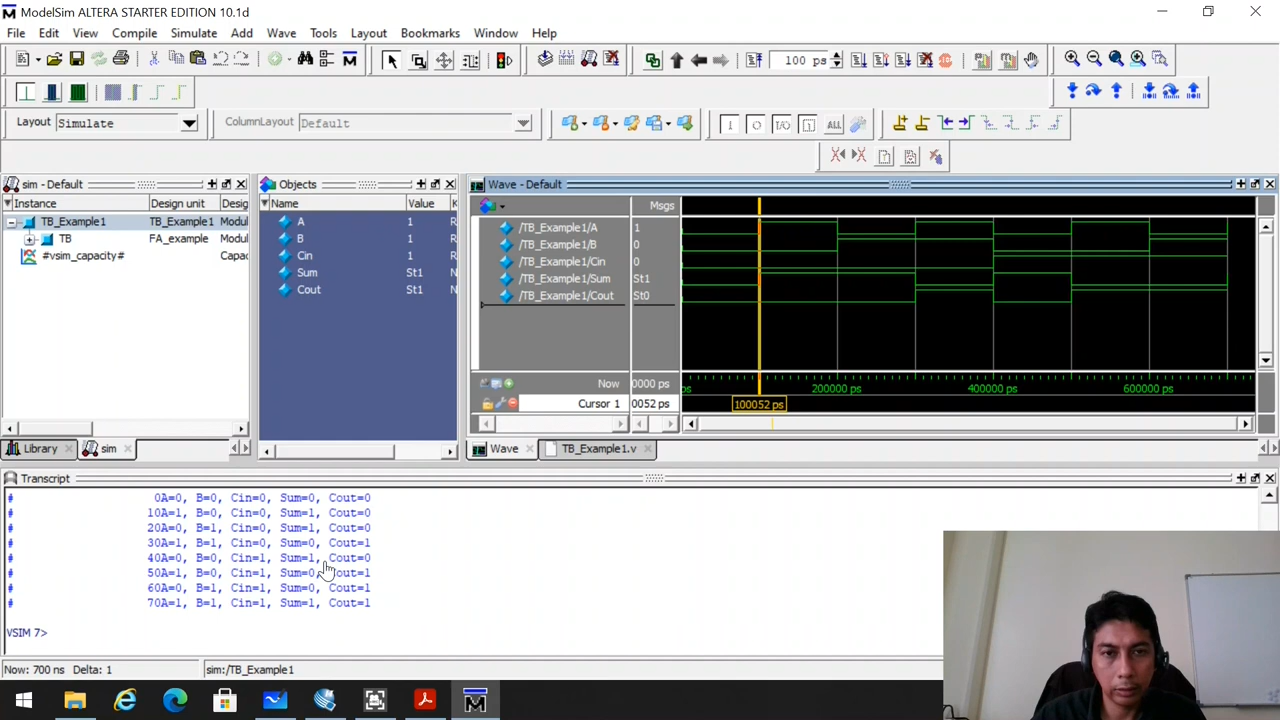 ModelSim ALTERA STARTER EDITION 10.1d
File Edit View Compile Simulate Add Wave Tools Layout Bookmarks Window Help
100 ps
ALL
Layout Simulate
ColumnLayout Default
sim - Default
Instance Design unit Desig
TB_Example1 TB_Example1 Modul
TB FA_example Modul
#vsim_capacity# Capac
Library sim
Objects
Name Value K
A 1 R
B 1 R
Cin 1 R
Sum St1 N
Cout St1 N
Wave - Default
Msgs
/TB_Example1/A 1
/TB_Example1/B 0
/TB_Example1/Cin 0
/TB_Example1/Sum St1
/TB_Example1/Cout St0
Now 0000 ps
ps 200000 ps 400000 ps 600000 ps
Cursor 1 0052 ps
100052 ps
Wave TB_Example1.v
Transcript
# 0A=0, B=0, Cin=0, Sum=0, Cout=0
# 10A=1, B=0, Cin=0, Sum=1, Cout=0
# 20A=0, B=1, Cin=0, Sum=1, Cout=0
# 30A=1, B=1, Cin=0, Sum=0, Cout=1
# 40A=0, B=0, Cin=1, Sum=1, Cout=0
# 50A=1, B=0, Cin=1, Sum=0, Cout=1
# 60A=0, B=1, Cin=1, Sum=0, Cout=1
# 70A=1, B=1, Cin=1, Sum=1, Cout=1
VSIM 7>
Now: 700 ns Delta: 1
sim:/TB_Example1